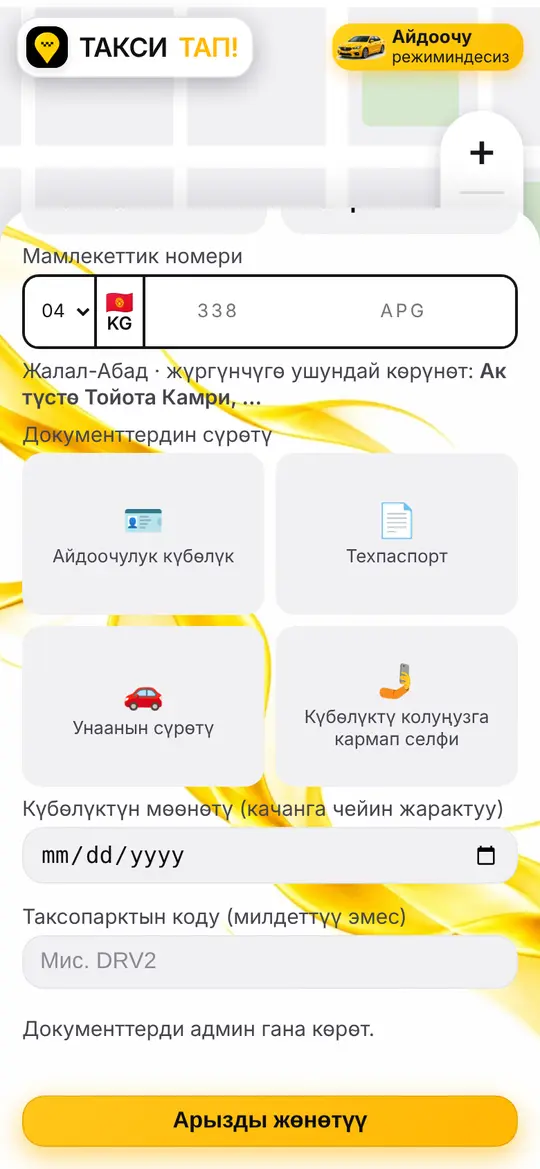 ТАКСИ ТАП!
Айдоочу
режиминдесиз
+
Мамлекеттик номери
04
KG
338
APG
Жалал-Абад · жүргүнчүгө ушундай көрүнөт: Ак
түстө Тойота Камри, ...
Документтердин сүрөтү
Айдоочулук күбөлүк
Техпаспорт
Унаанын сүрөтү
Күбөлүктү колуңузга
кармап селфи
Күбөлүктүн мөөнөтү (качанга чейин жарактуу)
mm/dd/yyyy
Таксопарктын коду (милдеттүү эмес)
Мис. DRV2
Документтерди админ гана көрөт.
Арызды жөнөтүү